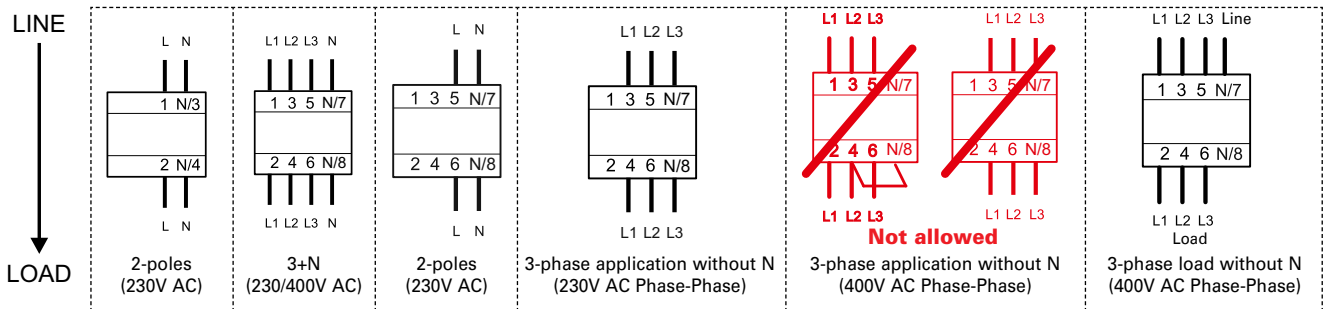 LINE
LOAD
L N
1 N/3
2 N/4
L N
2-poles
(230V AC)
L1 L2 L3 N
1 3 5 N/7
2 4 6 N/8
L1 L2 L3 N
3+N
(230/400V AC)
L N
1 3 5 N/7
2 4 6 N/8
L N
2-poles
(230V AC)
L1 L2 L3
1 3 5 N/7
2 4 6 N/8
L1 L2 L3
3-phase application without N
(230V AC Phase-Phase)
L1 L2 L3
1 3 5 N/7
2 4 6 N/8
L1 L2 L3
L1 L2 L3
1 3 5 N/7
2 4 6 N/8
L1 L2 L3
Not allowed
3-phase application without N
(400V AC Phase-Phase)
L1 L2 L3 Line
1 3 5 N/7
2 4 6 N/8
L1 L2 L3
Load
3-phase load without N
(400V AC Phase-Phase)